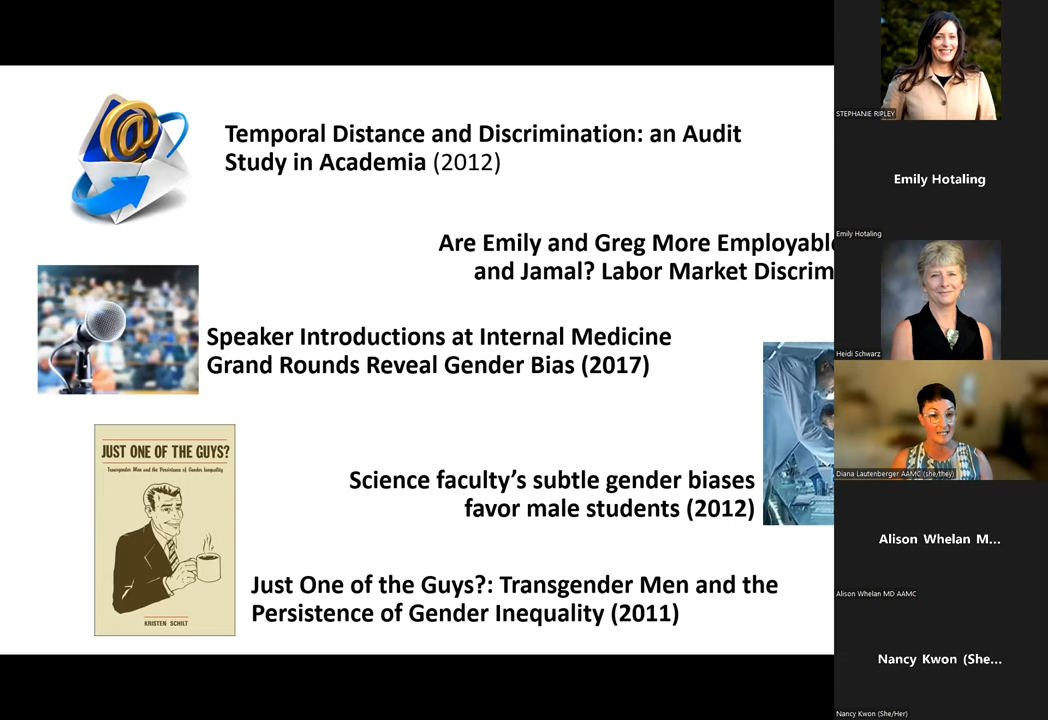 Temporal Distance and Discrimination: an Audit
Study in Academia (2012)
Are Emily and Greg More Employable
and Jamal? Labor Market Discrim
Speaker Introductions at Internal Medicine
Grand Rounds Reveal Gender Bias (2017)
JUST ONE OF THE GUYS?
Transgender Men and the Persistence of Gender Inequality
KRISTEN SCHILT
Science faculty’s subtle gender biases
favor male students (2012)
Just One of the Guys?: Transgender Men and the
Persistence of Gender Inequality (2011)
STEPHANIE RIPLEY
Emily Hotaling
Emily Hotaling
Heidi Schwarz
Diana Lautenberger AAMC (she/they)
Alison Whelan M...
Alison Whelan MD AAMC
Nancy Kwon (She...
Nancy Kwon (She/Her)